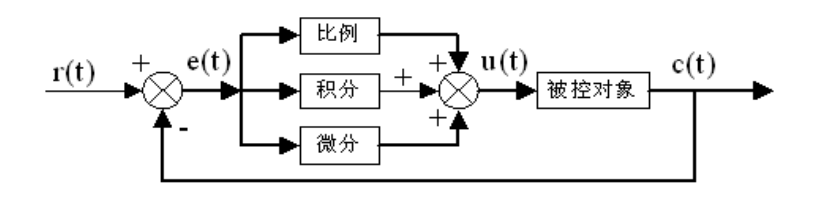 比例
+ e(t) + u(t) c(t)
r(t) 积分 + 被控对象
- +
微分